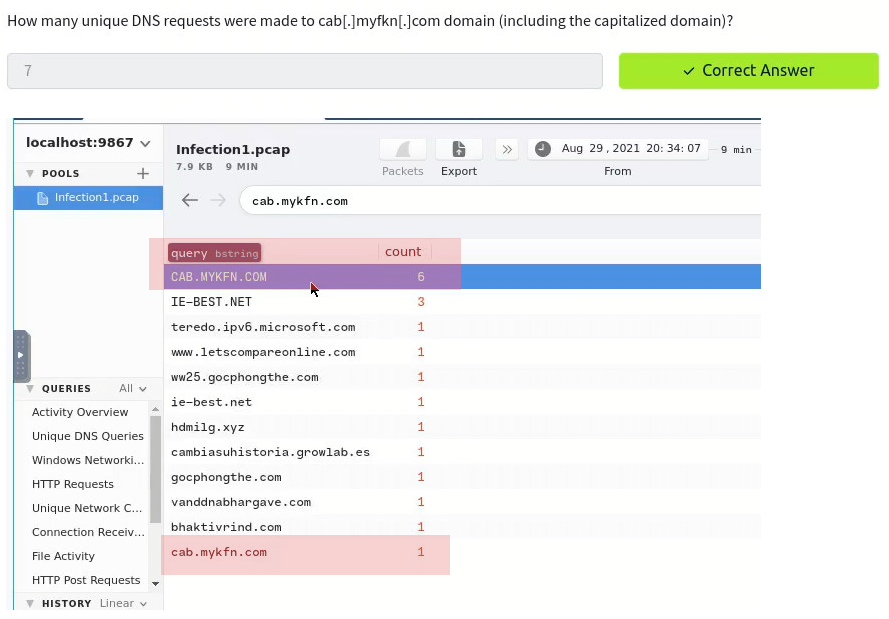 How many unique DNS requests were made to cab[.]myfkn[.]com domain (including the capitalized domain)?
7
✓ Correct Answer
localhost:9867
Infection1.pcap
7.9 KB 9 MIN
Packets
Export
Aug 29 , 2021 20: 34: 07
9 min
From
POOLS
Infection1.pcap
cab.mykfn.com
query bstring count
CAB.MYKFN.COM 6
IE-BEST.NET 3
teredo.ipv6.microsoft.com 1
www.letscompareonline.com 1
ww25.gocphongthe.com 1
ie-best.net 1
hdmilg.xyz 1
cambiasuhistoria.growlab.es 1
gocphongthe.com 1
vanddnabhargave.com 1
bhaktivrind.com 1
cab.mykfn.com 1
QUERIES All
Activity Overview
Unique DNS Queries
Windows Networki...
HTTP Requests
Unique Network C...
Connection Receiv...
File Activity
HTTP Post Requests
HISTORY Linear